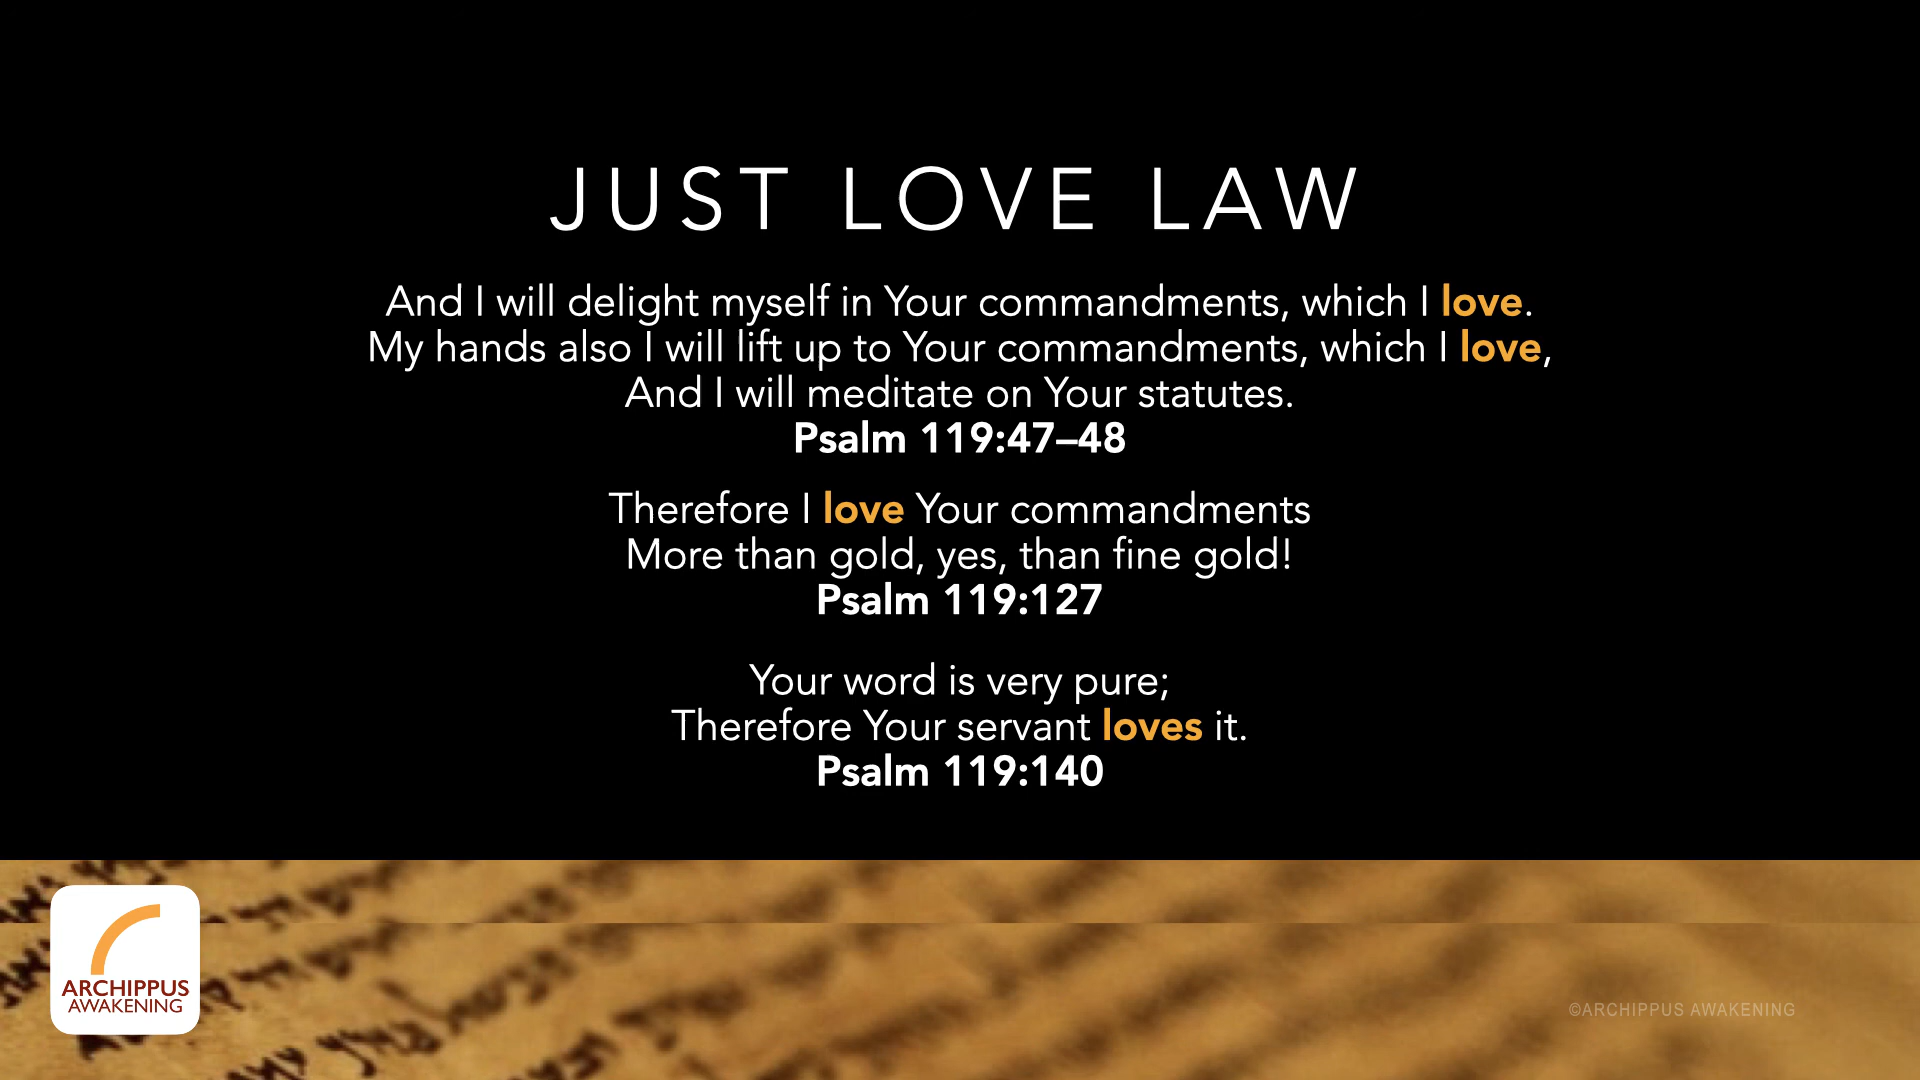 JUST LOVE LAW
And I will delight myself in Your commandments, which I love.
My hands also I will lift up to Your commandments, which I love,
And I will meditate on Your statutes.
Psalm 119:47–48
Therefore I love Your commandments
More than gold, yes, than fine gold!
Psalm 119:127
Your word is very pure;
Therefore Your servant loves it.
Psalm 119:140
ARCHIPPUS
AWAKENING
©ARCHIPPUS AWAKENING